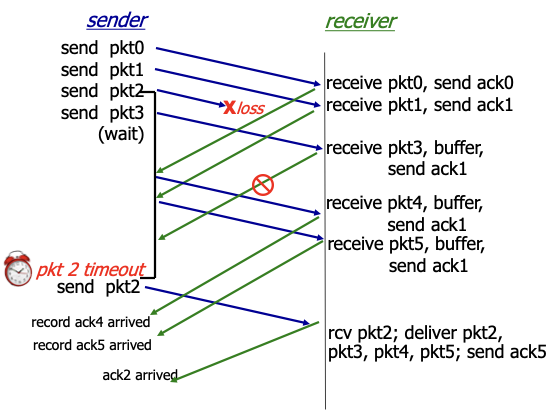 sender
receiver
send pkt0
send pkt1
send pkt2
send pkt3
(wait)
X loss
receive pkt0, send ack0
receive pkt1, send ack1
receive pkt3, buffer,
send ack1
receive pkt4, buffer,
send ack1
receive pkt5, buffer,
send ack1
pkt 2 timeout
send pkt2
record ack4 arrived
record ack5 arrived
ack2 arrived
rcv pkt2; deliver pkt2,
pkt3, pkt4, pkt5; send ack5